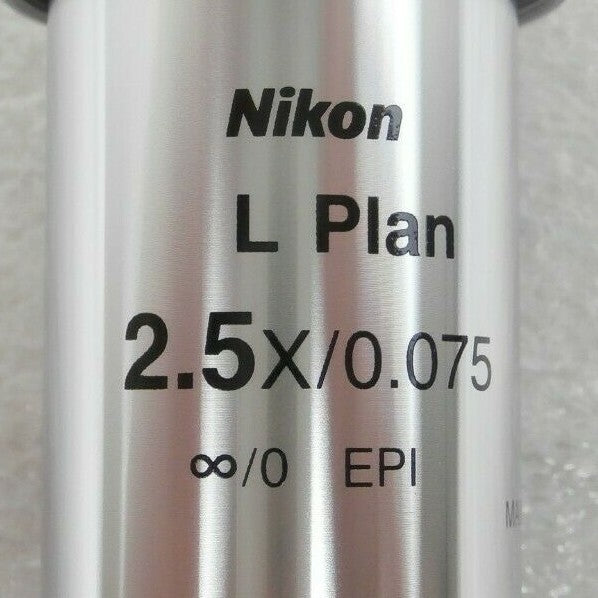 Nikon
L Plan
2.5X/0.075
∞/0 EPI